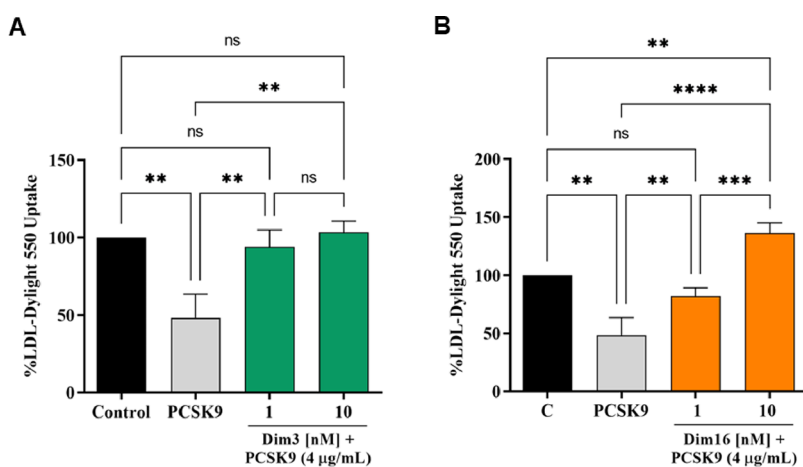 A
ns
**
ns
** ** ns
%LDL-Dylight 550 Uptake
150
100
50
0
Control PCSK9 1 10
Dim3 [nM] +
PCSK9 (4 µg/mL)
B
**
****
ns
** ** ***
%LDL-Dylight 550 Uptake
200
150
100
50
0
C PCSK9 1 10
Dim16 [nM] +
PCSK9 (4 µg/mL)